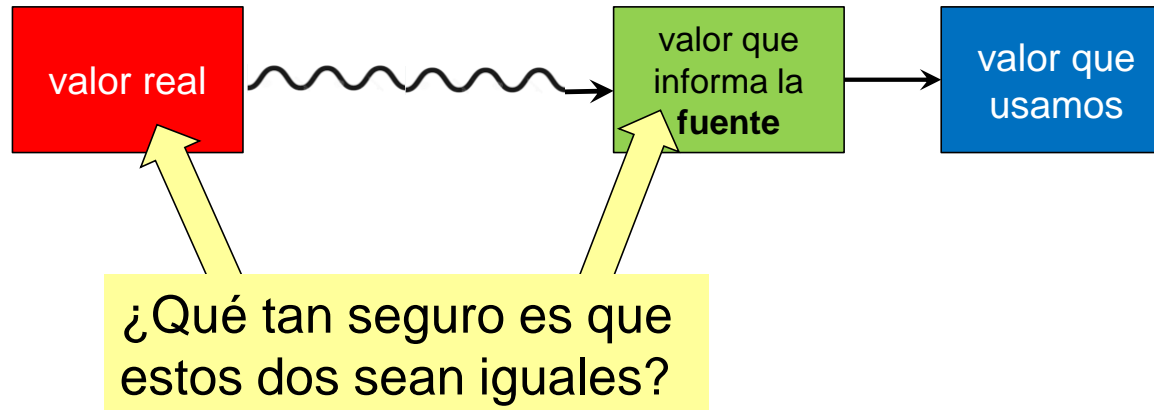 valor real
valor que
informa la
fuente
valor que
usamos
¿Qué tan seguro es que
estos dos sean iguales?